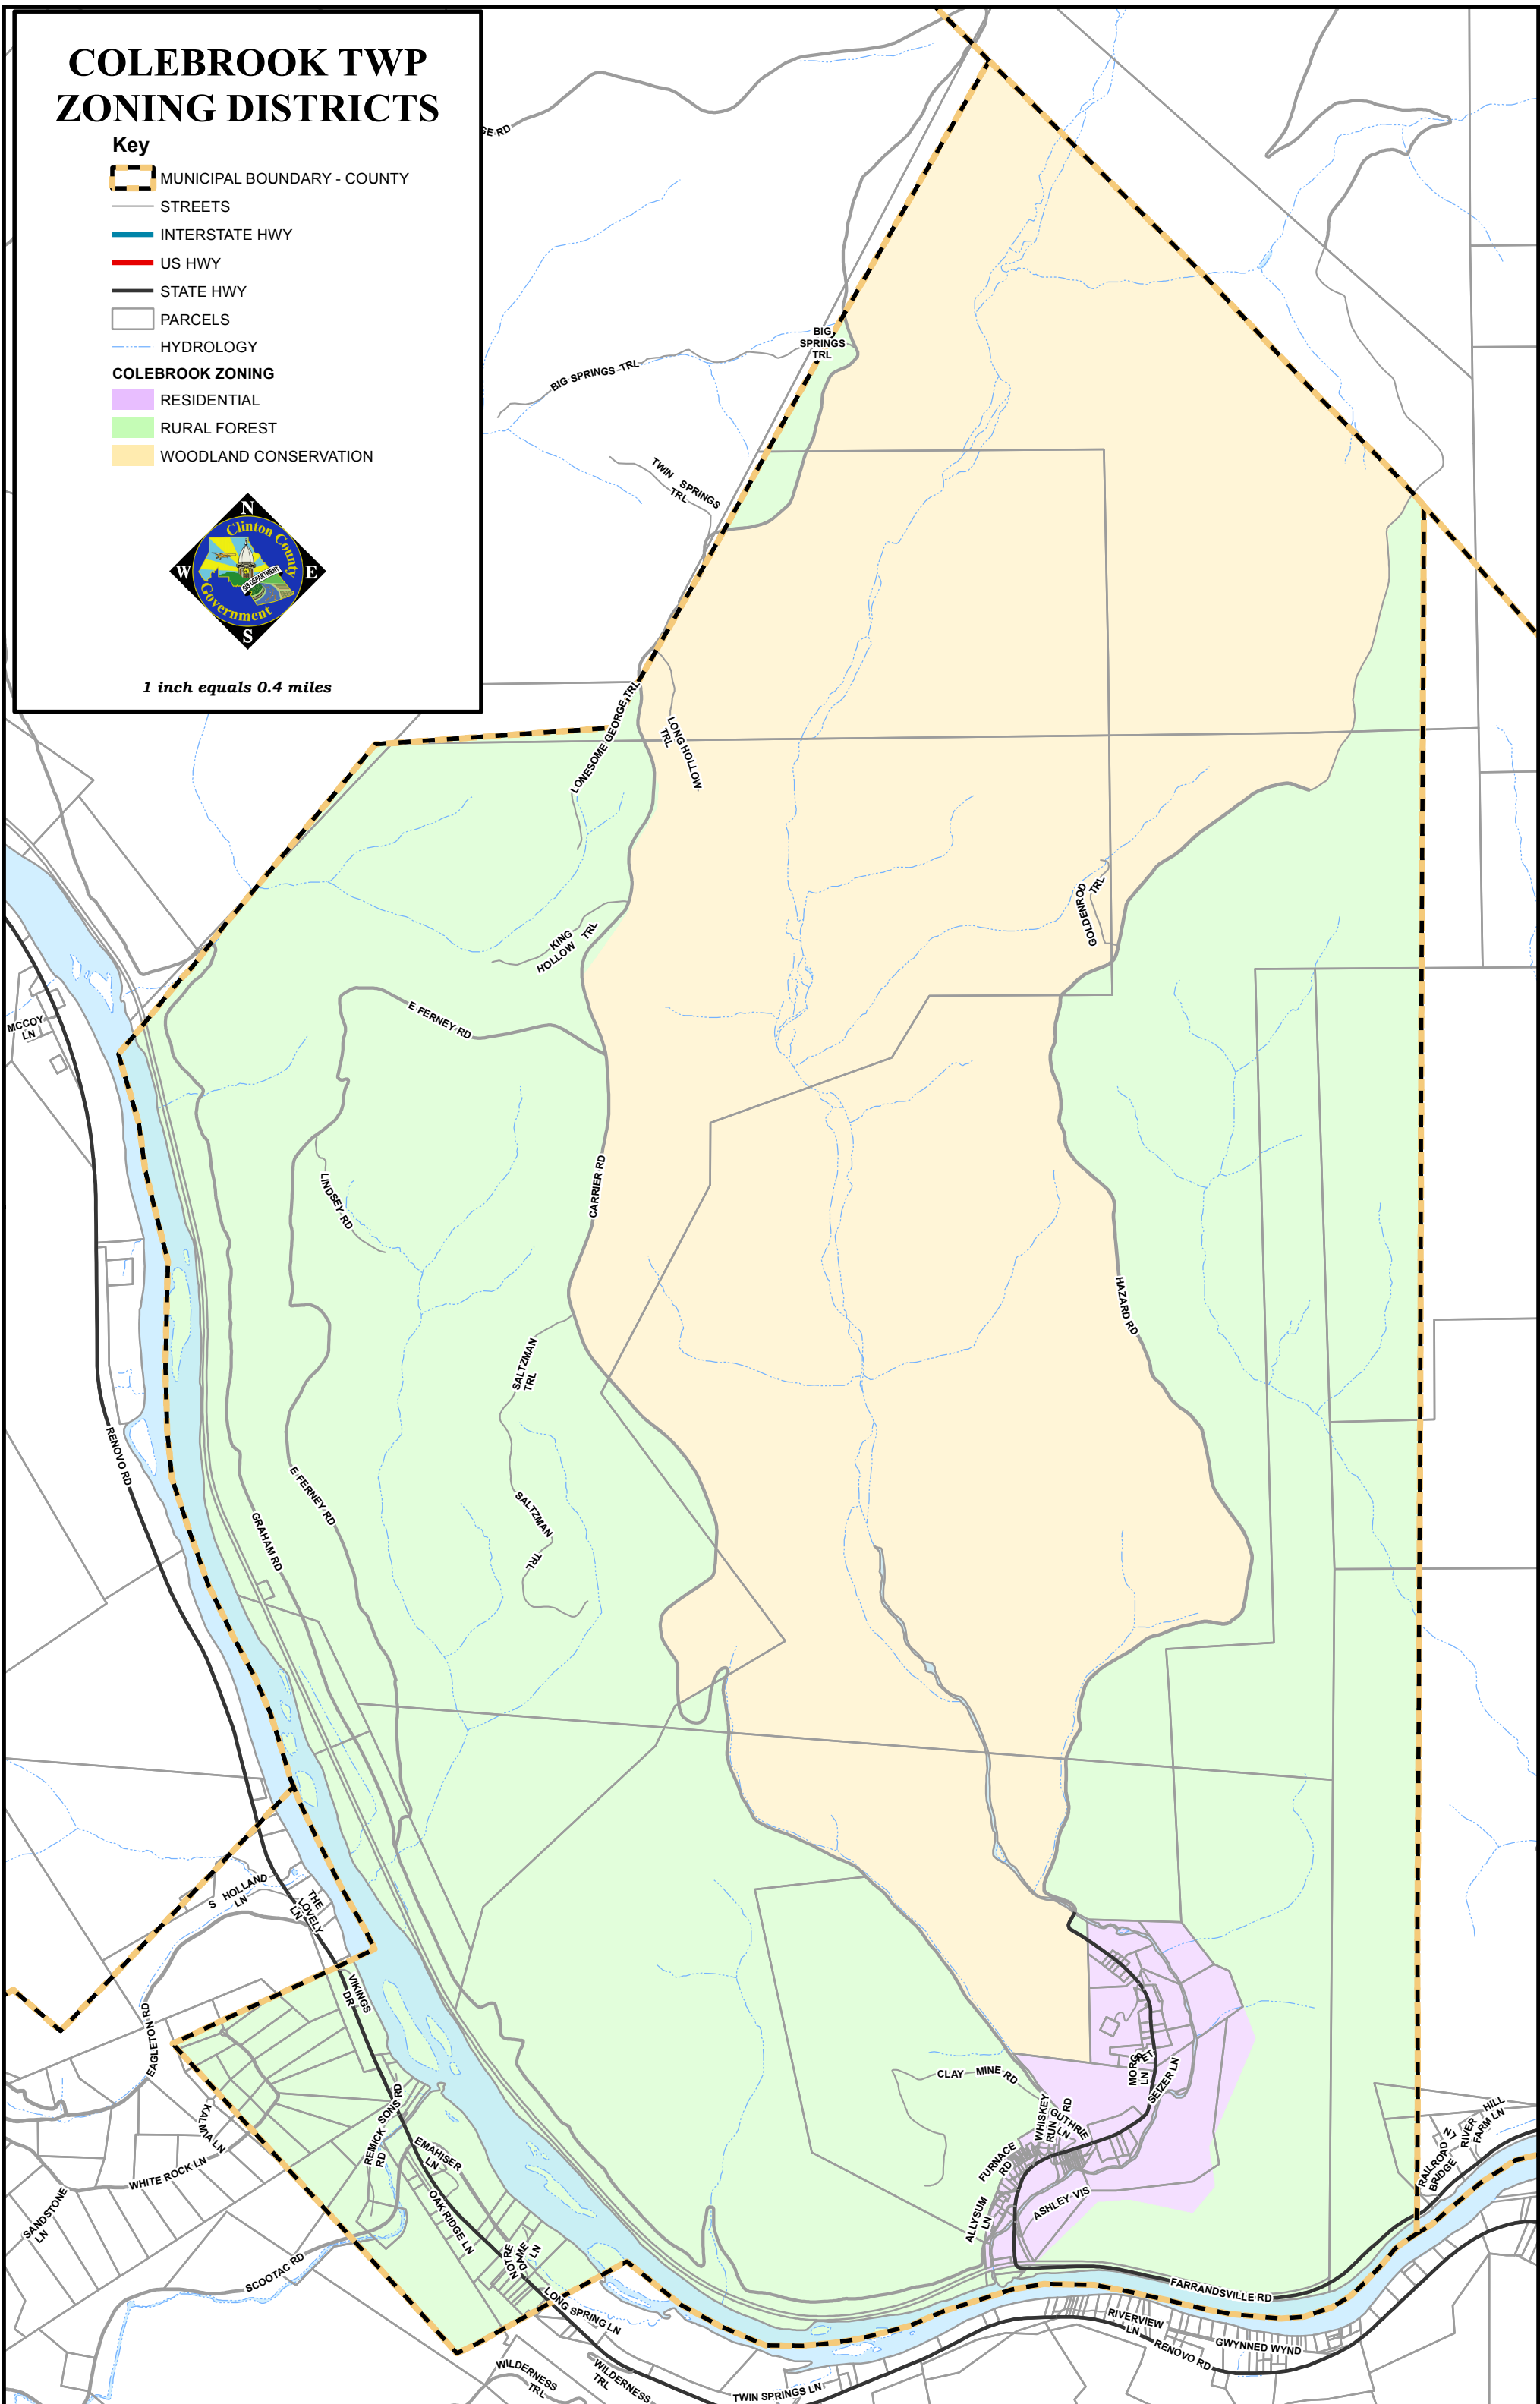 COLEBROOK TWP
ZONING DISTRICTS
Key
MUNICIPAL BOUNDARY - COUNTY
STREETS
INTERSTATE HWY
US HWY
STATE HWY
PARCELS
HYDROLOGY
COLEBROOK ZONING
RESIDENTIAL
RURAL FOREST
WOODLAND CONSERVATION
N
Clinton County
W
GIS DEPARTMENT
E
Government
S
1 inch equals 0.4 miles
GE RD
BIG
SPRINGS
TRL
BIG SPRINGS TRL
TWIN SPRINGS
TRL
LONESOME GEORGE TRL
LONG HOLLOW
TRL
GOLDENROD
TRL
KING
HOLLOW TRL
MCCOY
LN
E FERNEY RD
LINDSEY RD
CARRIER RD
HAZARD RD
SALTZMAN
TRL
RENOVO RD
E FERNEY RD
GRAHAM RD
SALTZMAN
TRL
S HOLLAND
LN
THE
LOVELY
LN
VIKINGS
DR
EAGLETON RD
KALMIA LN
WHITE ROCK LN
SANDSTONE
LN
REMICK SONS RD
RD
EMAHISER
LN
OAK RIDGE LN
NOTRE
DAME
LN
SCOOTAC RD
LONG SPRING LN
WILDERNESS
TRL
WILDERNESS
TRL
TWIN SPRINGS LN
CLAY MINE RD
WHISKEY
RUN RD
GUTHRIE
LN
FURNACE
RD
ALLYSUM
LN
ASHLEY VIS
LN
SEIZER LN
FARRANDSVILLE RD
RIVERVIEW
LN
RENOVO RD
GWYNNED WYND
RAILROAD
BRIDGE
N
RIVER HILL
FARM LN